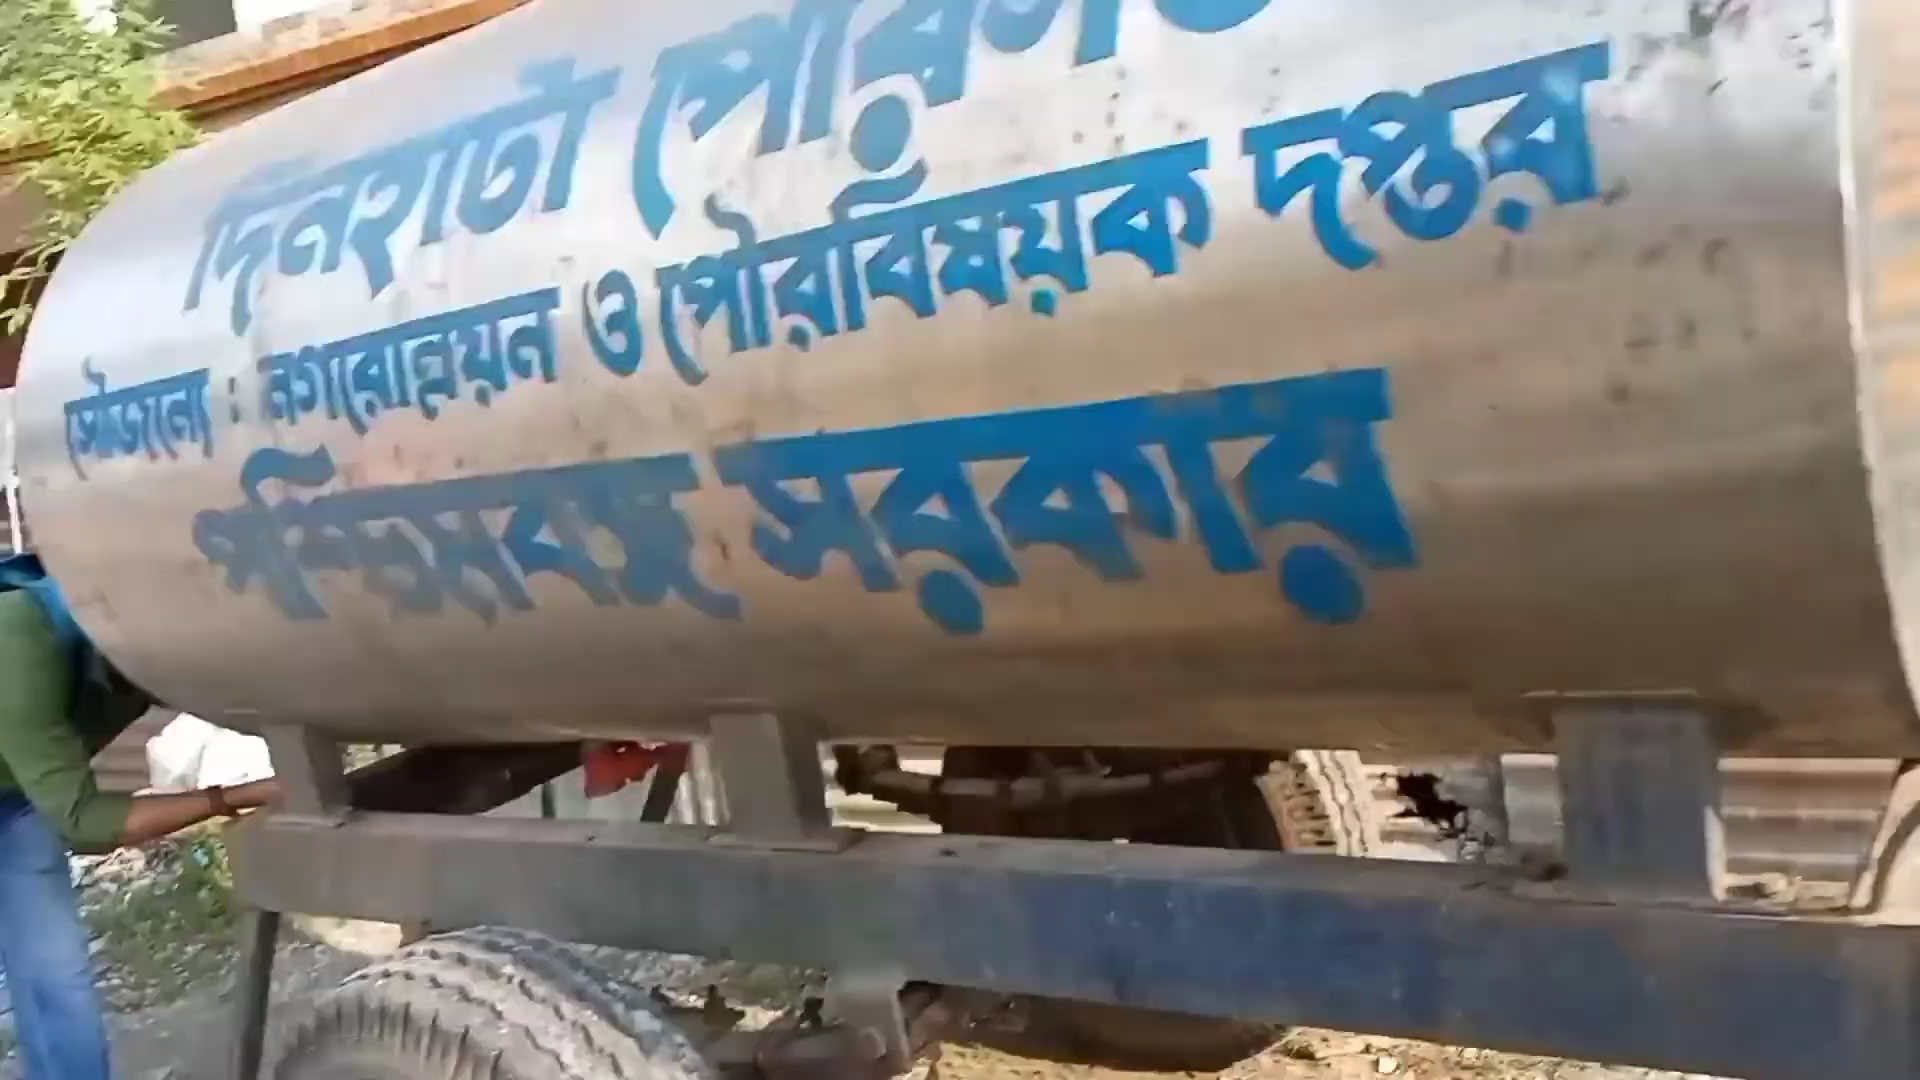 দিনহাটা পৌরসভা
সৌজন্যে : নগরোন্নয়ন ও পৌরবিষয়ক দপ্তর
পশ্চিমবঙ্গ সরকার